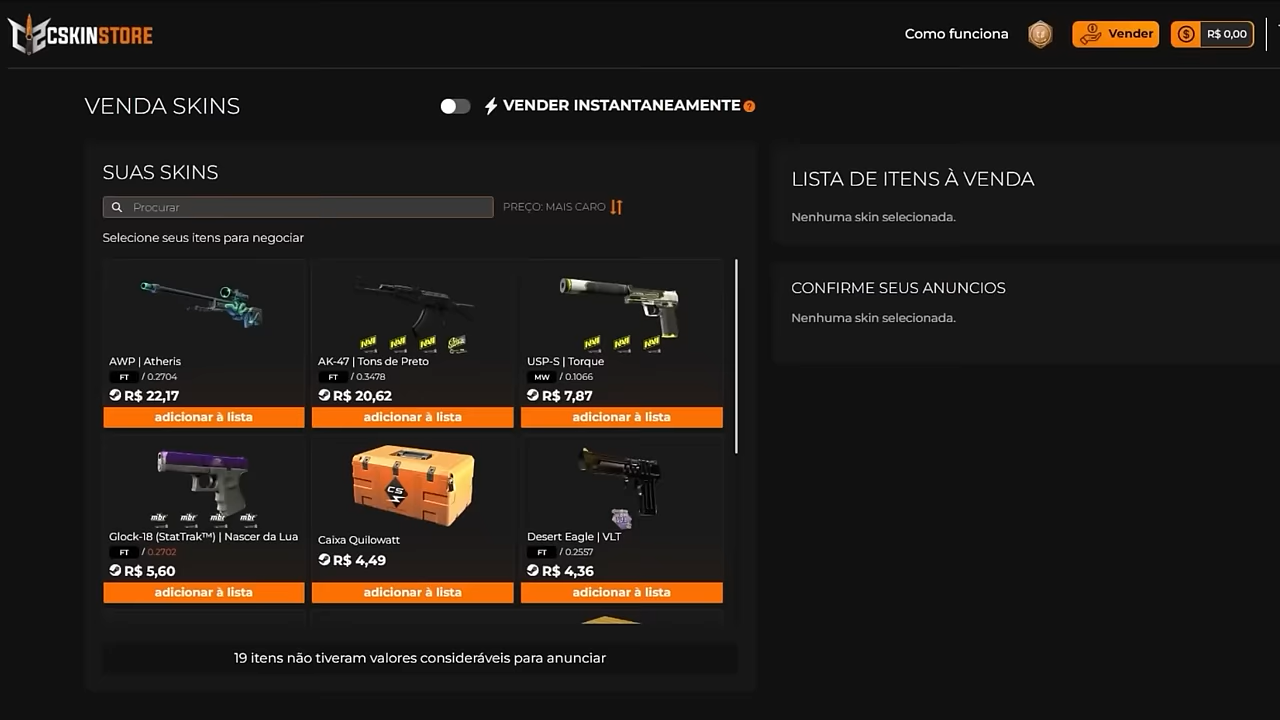 CSKINSTORE
Como funciona
Vender
R$ 0,00
VENDA SKINS
VENDER INSTANTANEAMENTE ?
SUAS SKINS
Procurar
PREÇO: MAIS CARO
Selecione seus itens para negociar
AWP | Atheris
FT / 0.2704
R$ 22,17
adicionar à lista
AK-47 | Tons de Preto
FT / 0.3478
R$ 20,62
adicionar à lista
USP-S | Torque
MW / 0.1066
R$ 7,87
adicionar à lista
mbr mbr mbr mbr
Glock-18 (StatTrak™) | Nascer da Lua
FT / 0.2702
R$ 5,60
adicionar à lista
CS
Caixa Quilowatt
R$ 4,49
adicionar à lista
Desert Eagle | VLT
FT / 0.2557
R$ 4,36
adicionar à lista
19 itens não tiveram valores consideráveis para anunciar
LISTA DE ITENS À VENDA
Nenhuma skin selecionada.
CONFIRME SEUS ANUNCIOS
Nenhuma skin selecionada.